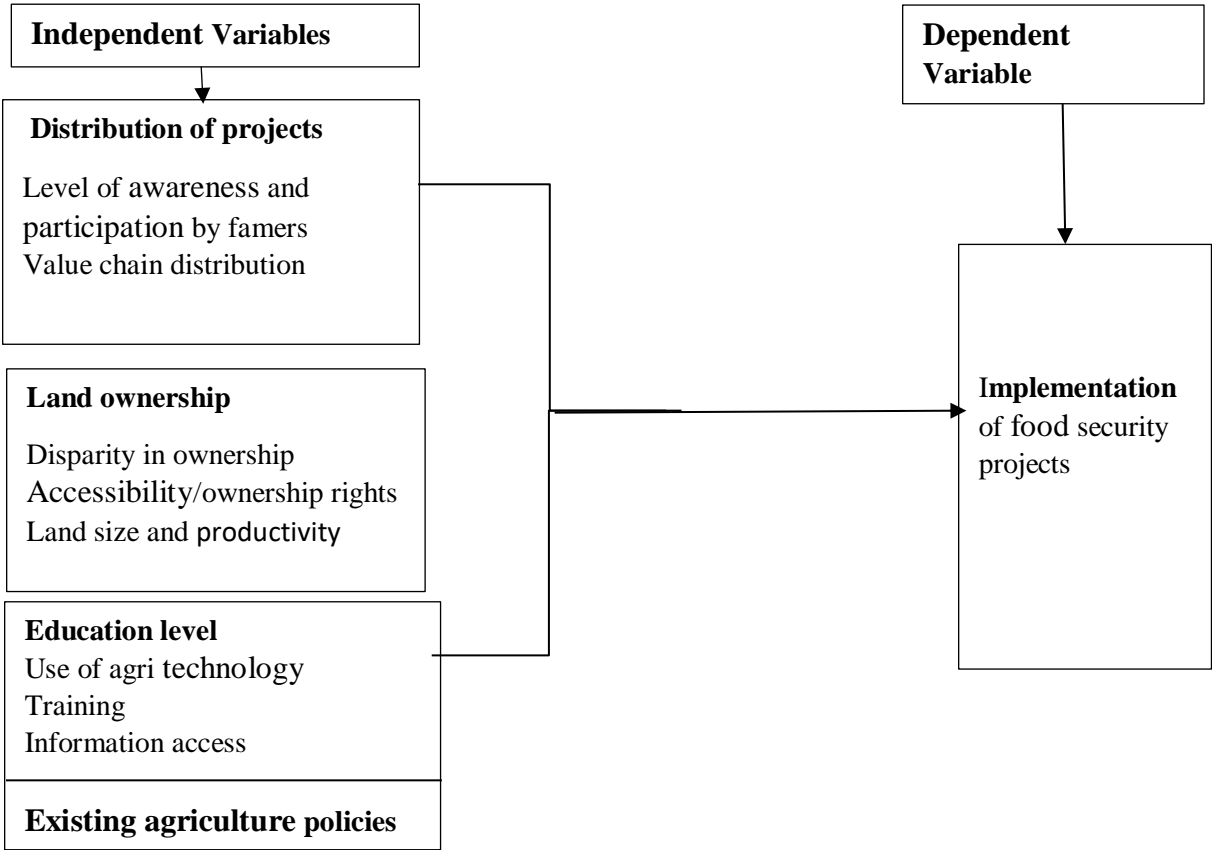 Independent Variables
Dependent
Variable
Distribution of projects
Level of awareness and
participation by famers
Value chain distribution
Land ownership
Disparity in ownership
Accessibility/ownership rights
Land size and productivity
Implementation
of food security
projects
Education level
Use of agri technology
Training
Information access
Existing agriculture policies